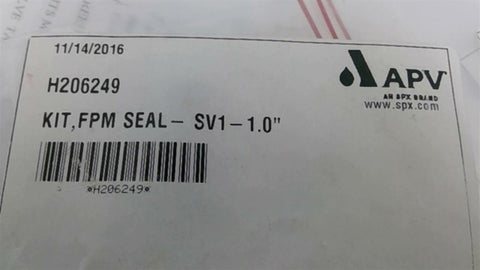 11/14/2016
APV
AN SPX BRAND
www.spx.com
H206249
KIT,FPM SEAL- SV1-1.0"
*H206249*